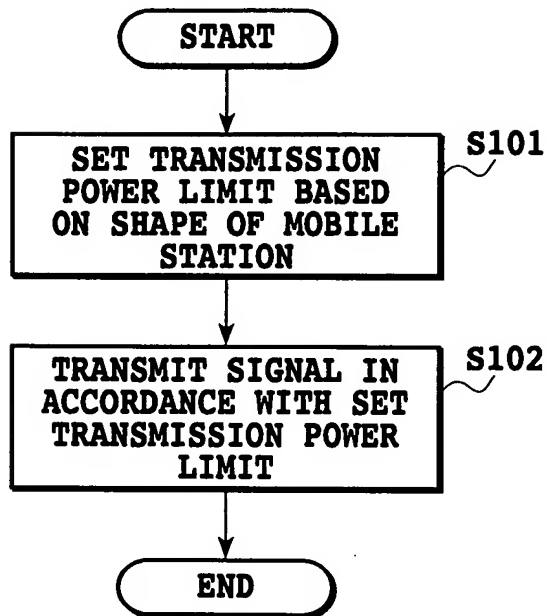 START
S101
SET TRANSMISSION
POWER LIMIT BASED
ON SHAPE OF MOBILE
STATION
S102
TRANSMIT SIGNAL IN
ACCORDANCE WITH SET
TRANSMISSION POWER
LIMIT
END